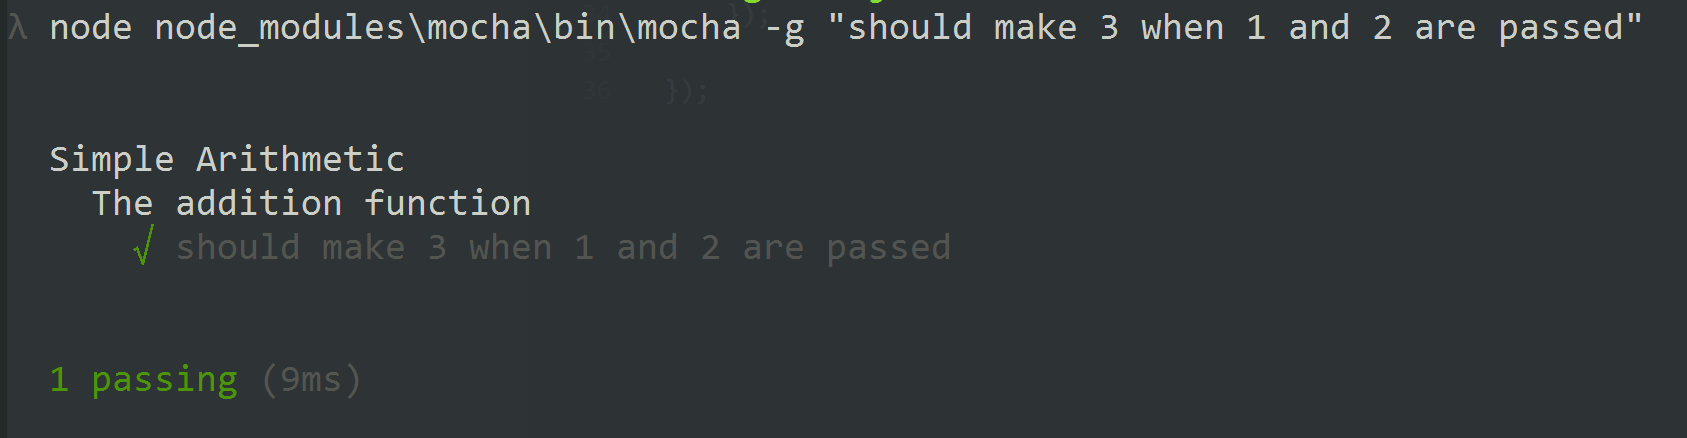 λ node node_modules\mocha\bin\mocha -g "should make 3 when 1 and 2 are passed"
});
36 });
Simple Arithmetic
The addition function
√ should make 3 when 1 and 2 are passed
1 passing (9ms)